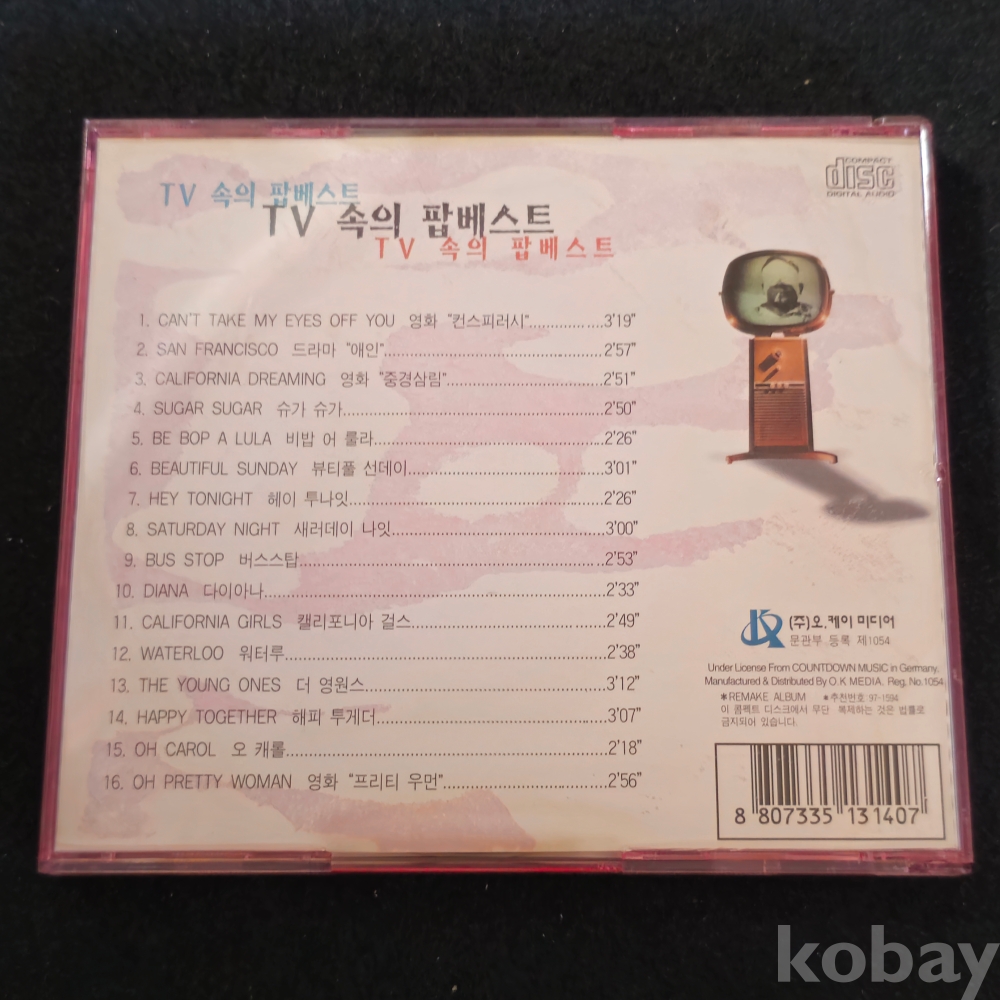 COMPACT
disc
DIGITAL AUDIO
TV 속의 팝베스트
TV 속의 팝베스트
TV 속의 팝베스트
1. CAN'T TAKE MY EYES OFF YOU 영화 "컨스피러시"..................3'19"
2. SAN FRANCISCO 드라마 "애인"..................2'57"
3. CALIFORNIA DREAMING 영화 "중경삼림"..................2'51"
4. SUGAR SUGAR 슈가 슈가..................2'50"
5. BE BOP A LULA 비밥 어 룰라..................2'26"
6. BEAUTIFUL SUNDAY 뷰티풀 선데이..................3'01"
7. HEY TONIGHT 헤이 투나잇..................2'26"
8. SATURDAY NIGHT 새러데이 나잇..................3'00"
9. BUS STOP 버스스탑..................2'53"
10. DIANA 다이아나..................2'33"
11. CALIFORNIA GIRLS 캘리포니아 걸스..................2'49"
12. WATERLOO 워터루..................2'38"
13. THE YOUNG ONES 더 영원스..................3'12"
14. HAPPY TOGETHER 해피 투게더..................3'07"
15. OH CAROL 오 캐롤..................2'18"
16. OH PRETTY WOMAN 영화 "프리티 우먼"..................2'56"
(주)오.케이 미디어
문관부 등록 제1054
Under License From COUNTDOWN MUSIC in Germany.
Manufactured & Distributed By O.K MEDIA. Reg. No.1054
*REMAKE ALBUM *추천번호 97-1594
이 콤팩트 디스크에서 무단 복제하는 것은 법률로
금지되어 있습니다.
8 807335 131407
kobay